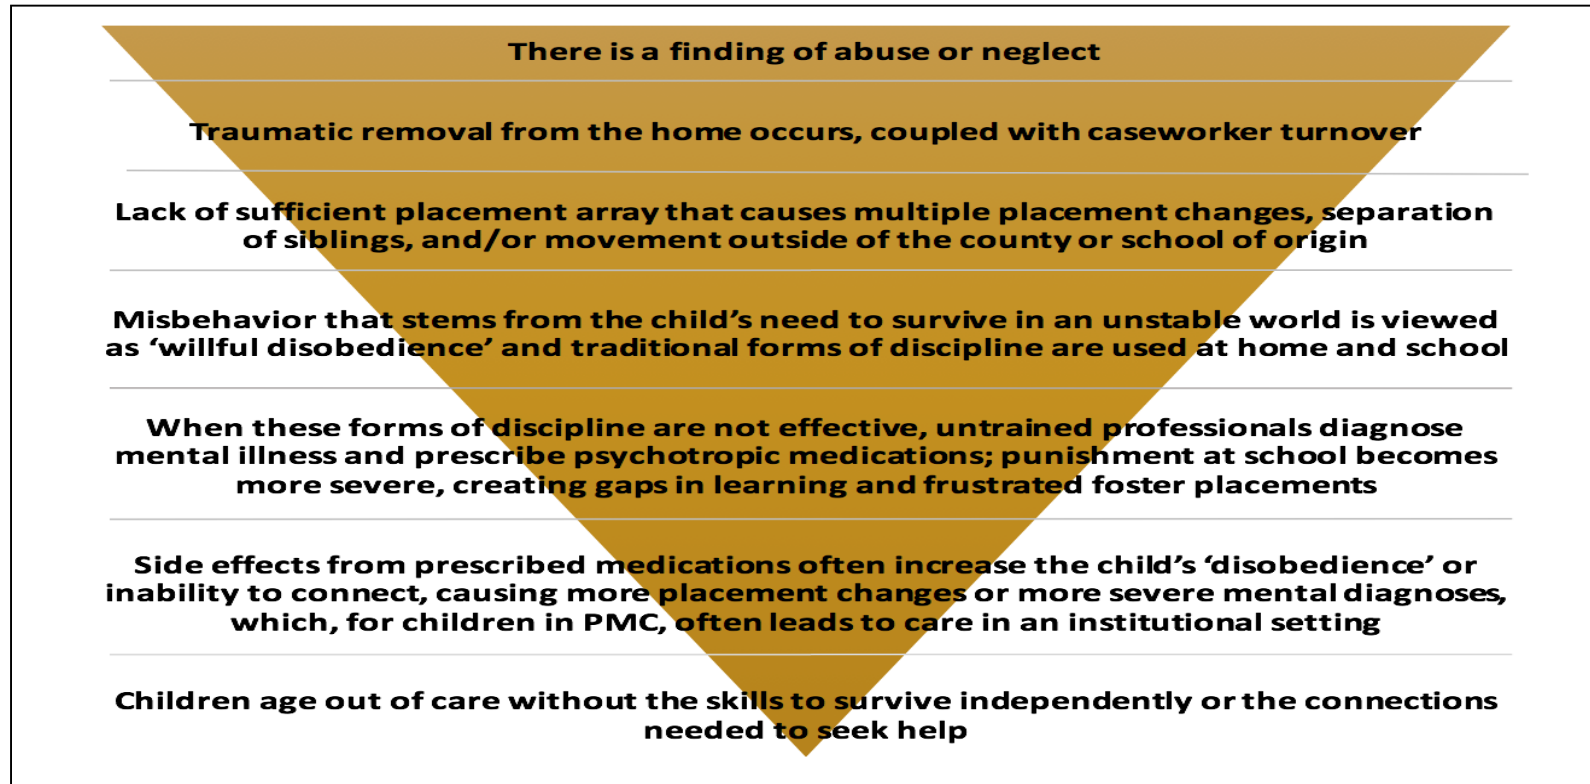 There is a finding of abuse or neglect
Traumatic removal from the home occurs, coupled with caseworker turnover
Lack of sufficient placement array that causes multiple placement changes, separation
of siblings, and/or movement outside of the county or school of origin
Misbehavior that stems from the child’s need to survive in an unstable world is viewed
as ‘willful disobedience’ and traditional forms of discipline are used at home and school
When these forms of discipline are not effective, untrained professionals diagnose
mental illness and prescribe psychotropic medications; punishment at school becomes
more severe, creating gaps in learning and frustrated foster placements
Side effects from prescribed medications often increase the child’s ‘disobedience’ or
inability to connect, causing more placement changes or more severe mental diagnoses,
which, for children in PMC, often leads to care in an institutional setting
Children age out of care without the skills to survive independently or the connections
needed to seek help